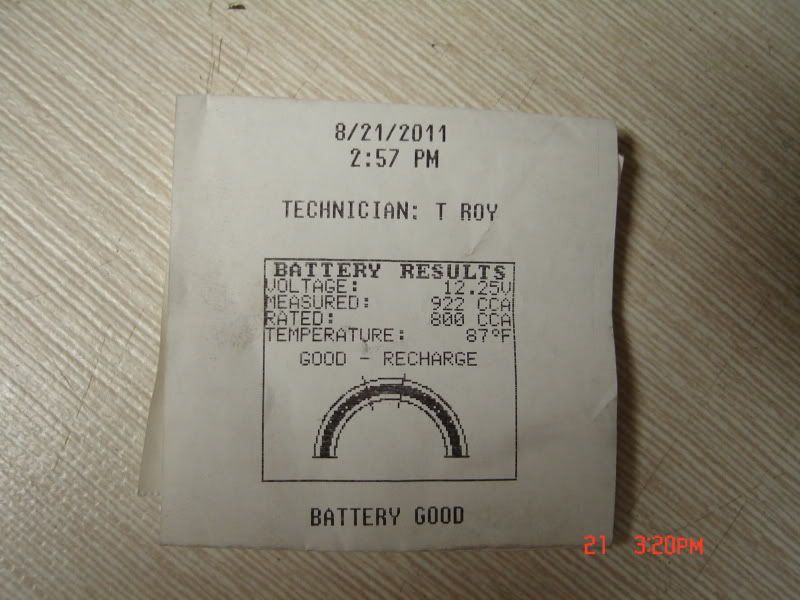 8/21/2011
2:57 PM
TECHNICIAN: T ROY
BATTERY RESULTS
VOLTAGE: 12.25V
MEASURED: 922 CCA
RATED: 800 CCA
TEMPERATURE: 87°F
GOOD - RECHARGE
BATTERY GOOD
21 3:20PM